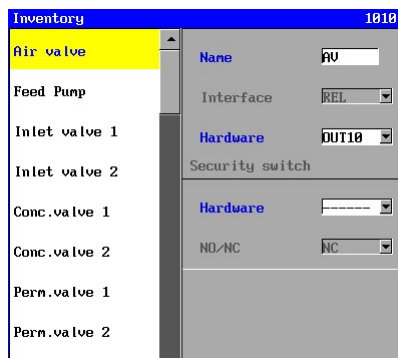 Inventory 1010
Air valve
Feed Pump
Inlet valve 1
Inlet valve 2
Conc.valve 1
Conc.valve 2
Perm.valve 1
Perm.valve 2
Name AV
Interface REL
Hardware OUT10
Security switch
Hardware ------
NO/NC NC